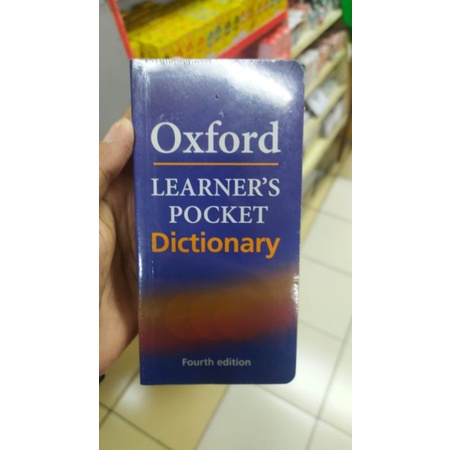 Oxford
LEARNER'S
POCKET
Dictionary
Fourth edition